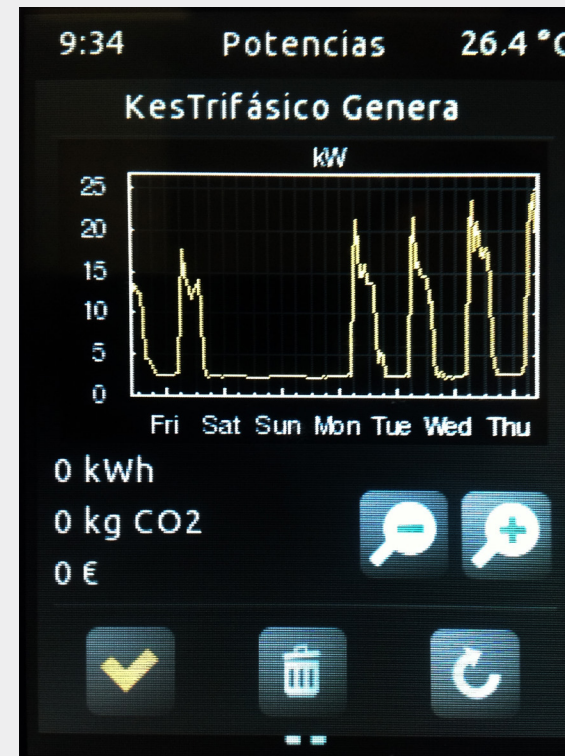 9:34 Potencias 26.4 °C
KesTrifásico Genera
kW
25
20
15
10
5
0
Fri Sat Sun Mon Tue Wed Thu
0 kWh
0 kg CO2
0 €